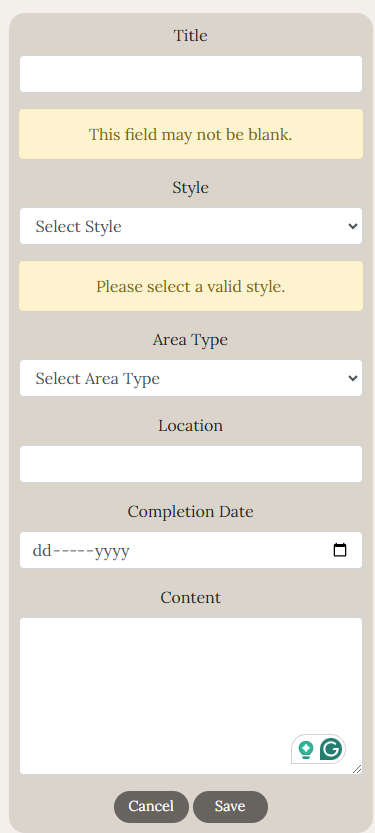 Title
This field may not be blank.
Style
Select Style
Please select a valid style.
Area Type
Select Area Type
Location
Completion Date
dd-----yyyy
Content
Cancel Save